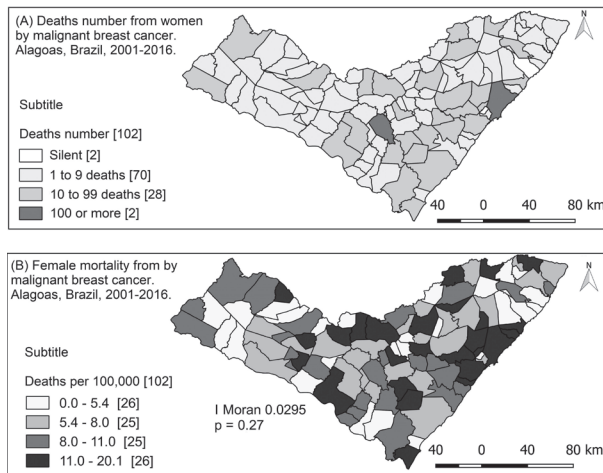 (A) Deaths number from women
by malignant breast cancer.
Alagoas, Brazil, 2001-2016.
N
Subtitle
Deaths number [102]
Silent [2]
1 to 9 deaths [70]
10 to 99 deaths [28]
100 or more [2]
40 0 40 80 km
(B) Female mortality from by
malignant breast cancer.
Alagoas, Brazil, 2001-2016.
N
Subtitle
Deaths per 100,000 [102]
0.0 - 5.4 [26]
5.4 - 8.0 [25]
8.0 - 11.0 [25]
11.0 - 20.1 [26]
I Moran 0.0295
p = 0.27
40 0 40 80 km